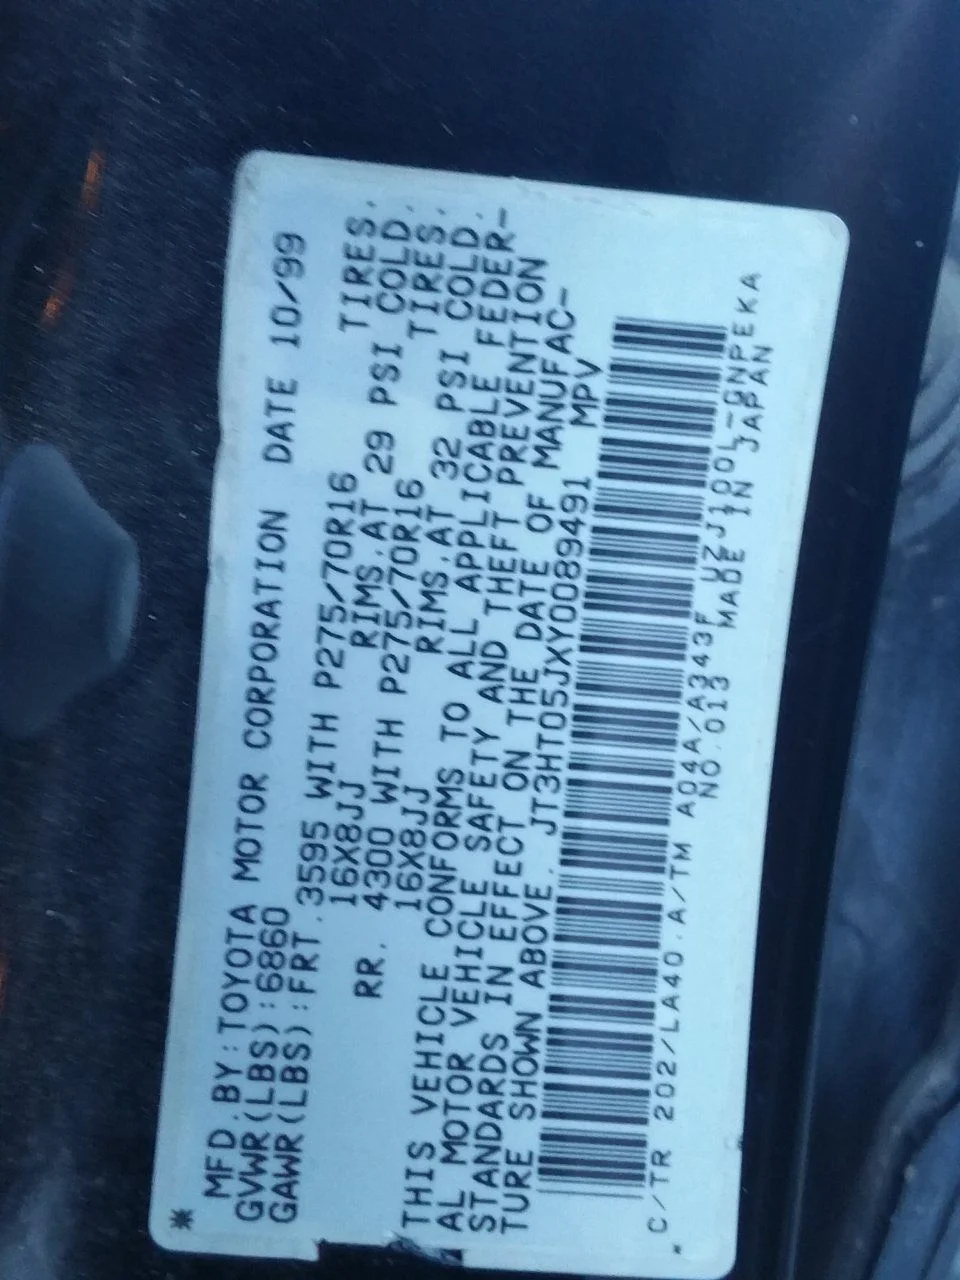 MFD.BY:TOYOTA MOTOR CORPORATION DATE 10/99
GVWR(LBS):6860
GAWR(LBS):FRT.3595 WITH P275/70R16 TIRES.
16X8JJ RIMS.AT 29 PSI COLD.
RR. 4300 WITH P275/70R16 TIRES.
16X8JJ RIMS.AT 32 PSI COLD.
THIS VEHICLE CONFORMS TO ALL APPLICABLE FEDER-
AL MOTOR VEHICLE SAFETY AND THEFT PREVENTION
STANDARDS IN EFFECT ON THE DATE OF MANUFAC-
TURE SHOWN ABOVE. JT3HT05JXY0089491 MPV
C/TR 202/LA40.A/TM A04A/A343F UZJ100L-GNPEKA
NO.013 MADE IN JAPAN